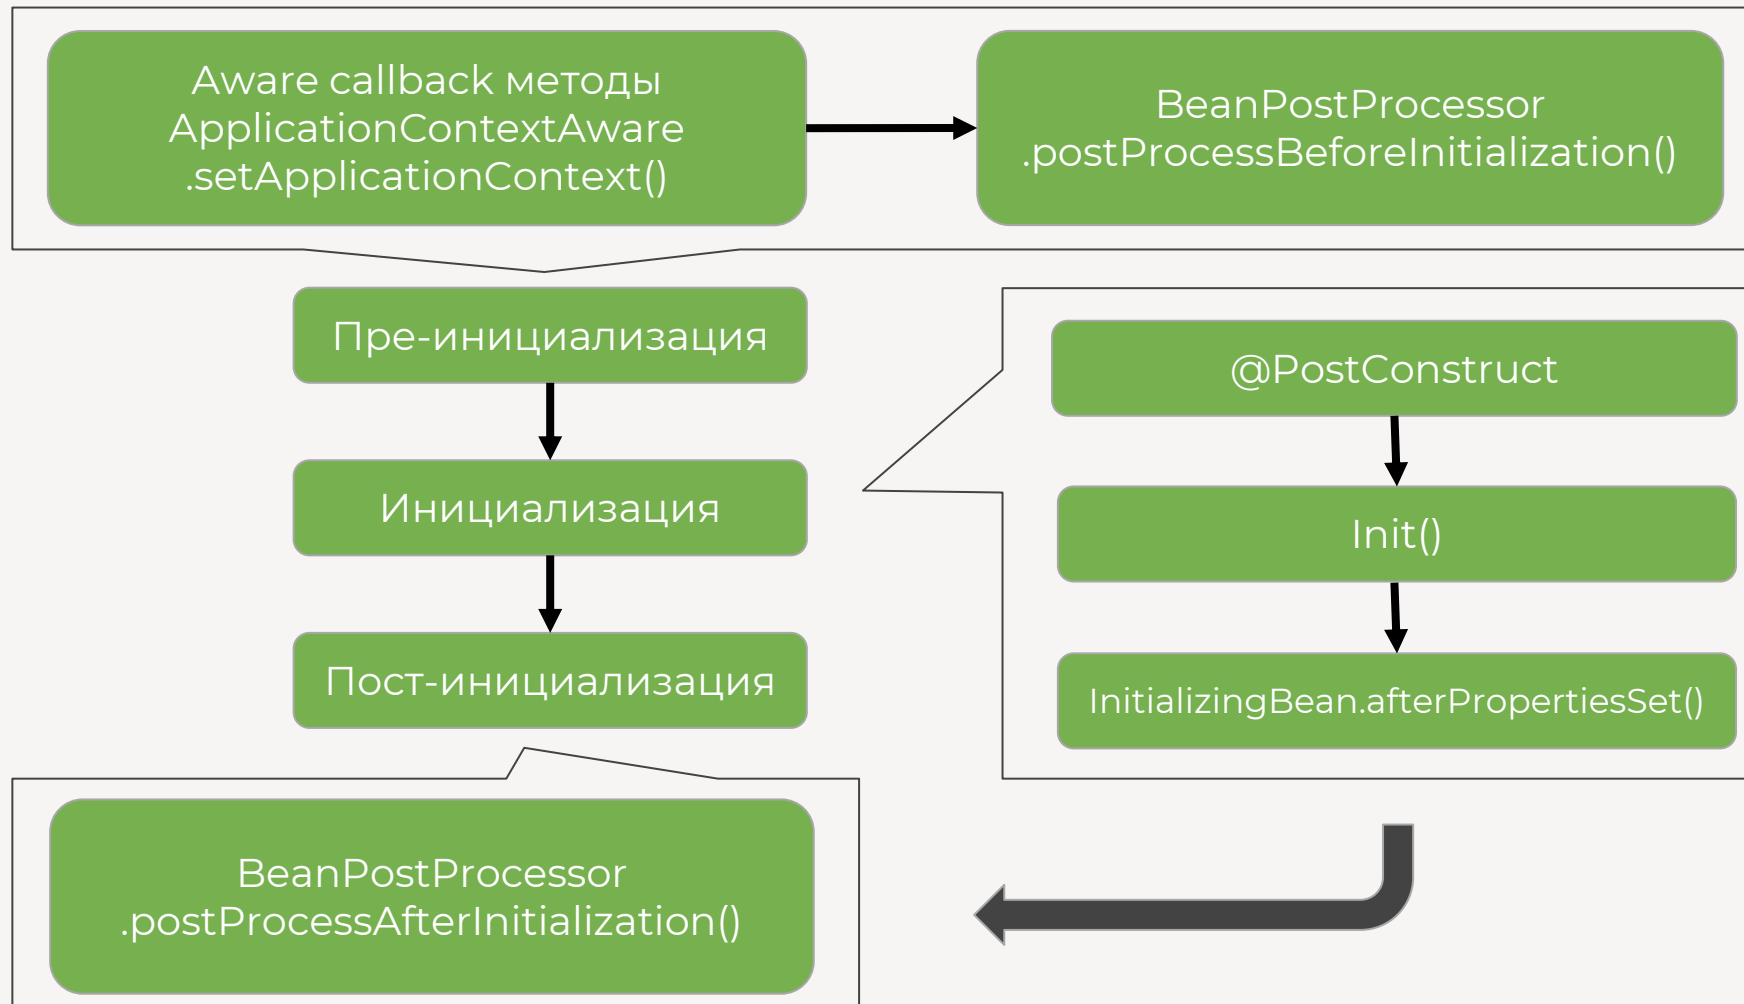 Aware callback методы
ApplicationContextAware
.setApplicationContext()
BeanPostProcessor
.postProcessBeforeInitialization()
Пре-инициализация
Инициализация
Пост-инициализация
@PostConstruct
Init()
InitializingBean.afterPropertiesSet()
BeanPostProcessor
.postProcessAfterInitialization()